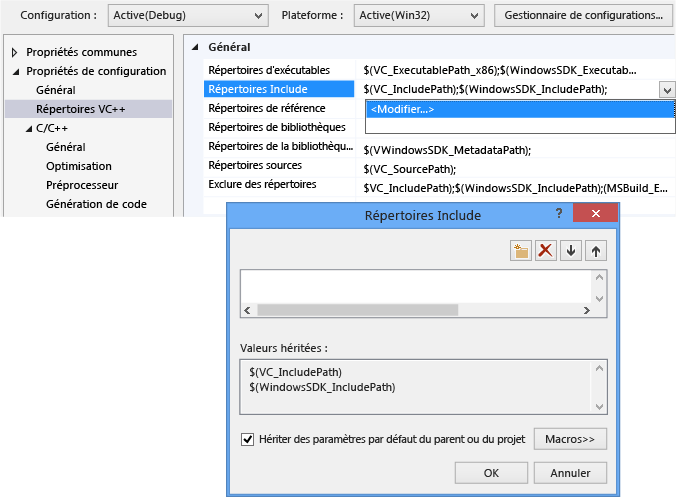 Configuration : Active(Debug) Plateforme : Active(Win32) Gestionnaire de configurations...
Propriétés communes
Propriétés de configuration
Général
Répertoires VC++
C/C++
Général
Optimisation
Préprocesseur
Génération de code
Général
Répertoires d'exécutables $(VC_ExecutablePath_x86);$(WindowsSDK_Executab...
Répertoires Include $(VC_IncludePath);$(WindowsSDK_IncludePath);
Répertoires de référence <Modifier...>
Répertoires de bibliothèques
Répertoires de la bibliothèqu... $(VWindowsSDK_MetadataPath);
Répertoires sources $(VC_SourcePath);
Exclure des répertoires $VC_IncludePath);$(WindowsSDK_IncludePath);(MSBuild_E...
Répertoires Include ?
Valeurs héritées :
$(VC_IncludePath)
$(WindowsSDK_IncludePath)
Hériter des paramètres par défaut du parent ou du projet Macros>>
OK Annuler